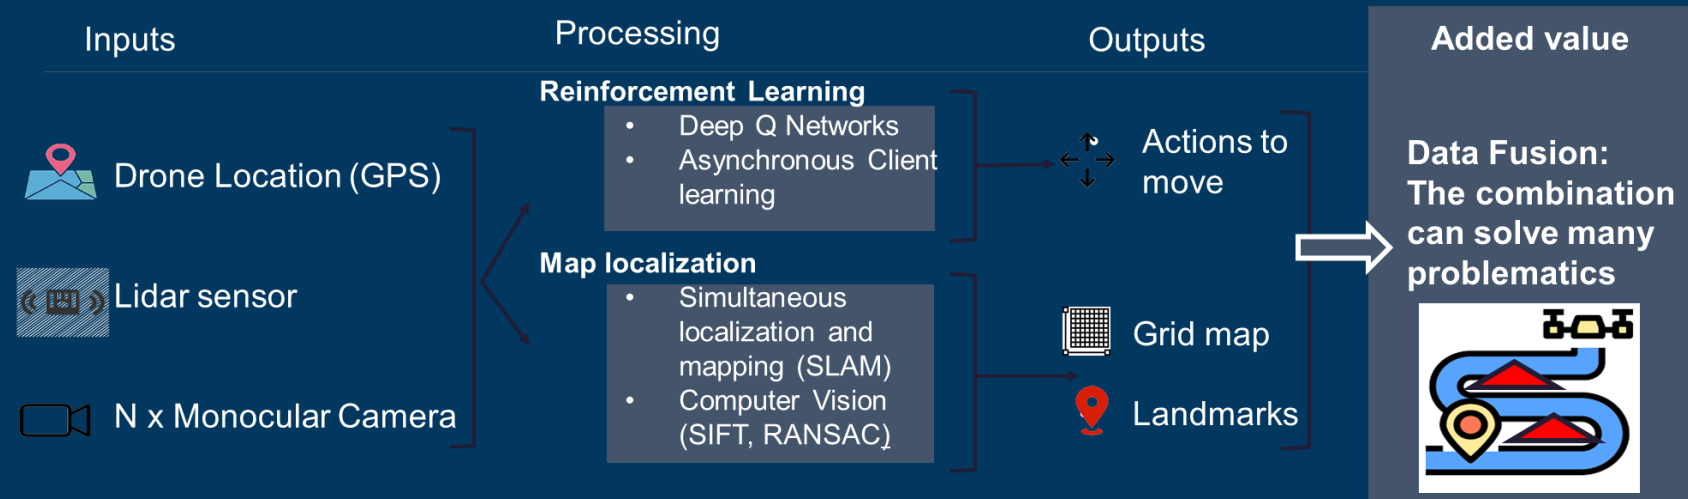 Inputs
Processing
Outputs
Added value
Drone Location (GPS)
Lidar sensor
N x Monocular Camera
Reinforcement Learning
• Deep Q Networks
• Asynchronous Client
learning
Map localization
• Simultaneous
localization and
mapping (SLAM)
• Computer Vision
(SIFT, RANSAC)
Actions to
move
Grid map
Landmarks
Data Fusion:
The combination
can solve many
problematics